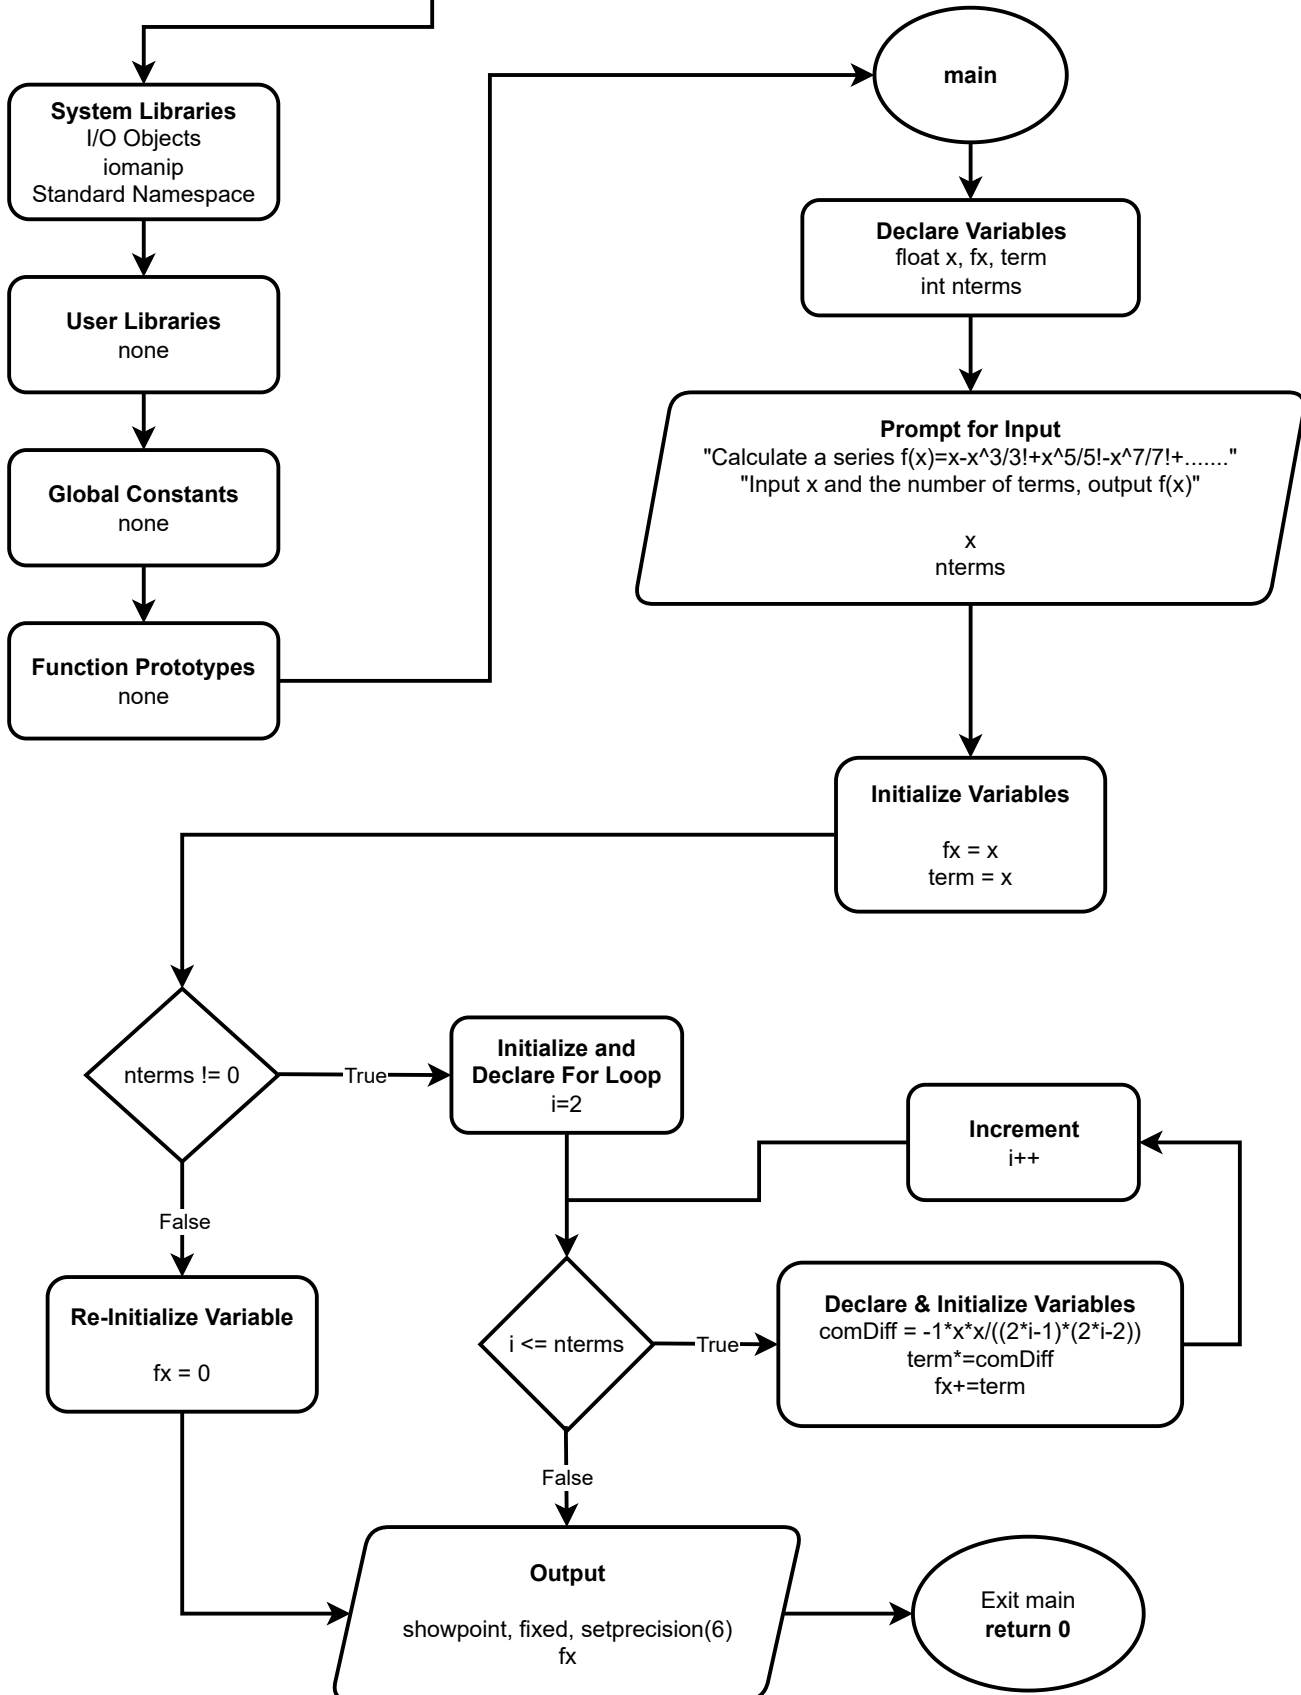 System Libraries
I/O Objects
iomanip
Standard Namespace
User Libraries
none
Global Constants
none
Function Prototypes
none
main
Declare Variables
float x, fx, term
int nterms
Prompt for Input
"Calculate a series f(x)=x-x^3/3!+x^5/5!-x^7/7!+......."
"Input x and the number of terms, output f(x)"
x
nterms
Initialize Variables
fx = x
term = x
nterms != 0
True
False
Re-Initialize Variable
fx = 0
Initialize and
Declare For Loop
i=2
Increment
i++
i <= nterms
True
Declare & Initialize Variables
comDiff = -1*x*x/((2*i-1)*(2*i-2))
term*=comDiff
fx+=term
False
Output
showpoint, fixed, setprecision(6)
fx
Exit main
return 0